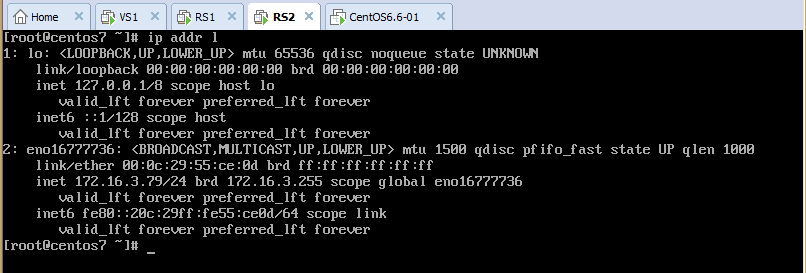 Home VS1 RS1 RS2 CentOS6.6-01
[root@centos7 ~]# ip addr l
1: lo: <LOOPBACK,UP,LOWER_UP> mtu 65536 qdisc noqueue state UNKNOWN
link/loopback 00:00:00:00:00:00 brd 00:00:00:00:00:00
inet 127.0.0.1/8 scope host lo
valid_lft forever preferred_lft forever
inet6 ::1/128 scope host
valid_lft forever preferred_lft forever
2: eno16777736: <BROADCAST,MULTICAST,UP,LOWER_UP> mtu 1500 qdisc pfifo_fast state UP qlen 1000
link/ether 00:0c:29:55:ce:0d brd ff:ff:ff:ff:ff:ff
inet 172.16.3.79/24 brd 172.16.3.255 scope global eno16777736
valid_lft forever preferred_lft forever
inet6 fe80::20c:29ff:fe55:ce0d/64 scope link
valid_lft forever preferred_lft forever
[root@centos7 ~]# _